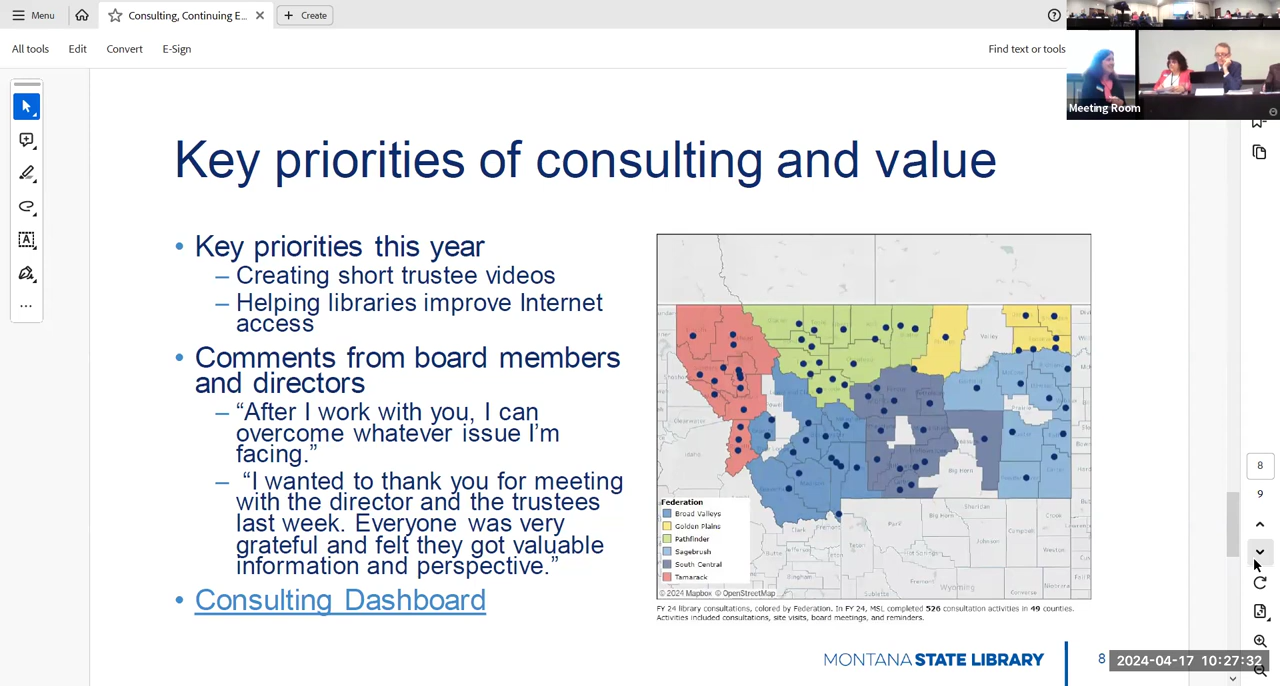 Menu
Consulting, Continuing E...
Create
All tools
Edit
Convert
E-Sign
Find text or tools
Meeting Room
Key priorities of consulting and value
• Key priorities this year
– Creating short trustee videos
– Helping libraries improve Internet
access
• Comments from board members
and directors
– “After I work with you, I can
overcome whatever issue I’m
facing.”
– “I wanted to thank you for meeting
with the director and the trustees
last week. Everyone was very
grateful and felt they got valuable
information and perspective.”
• Consulting Dashboard
Valley
Big Horn
Idaho
Wyoming
Federation
Broad Valleys
Golden Plains
Pathfinder
Sagebrush
South Central
Tamarack
© 2024 Mapbox © OpenStreetMap
FY 24 library consultations, colored by Federation. In FY 24, MSL completed 526 consultation activities in 49 counties.
Activities included consultations, site visits, board meetings, and reminders.
MONTANA STATE LIBRARY
8
8
9
2024-04-17 10:27:32